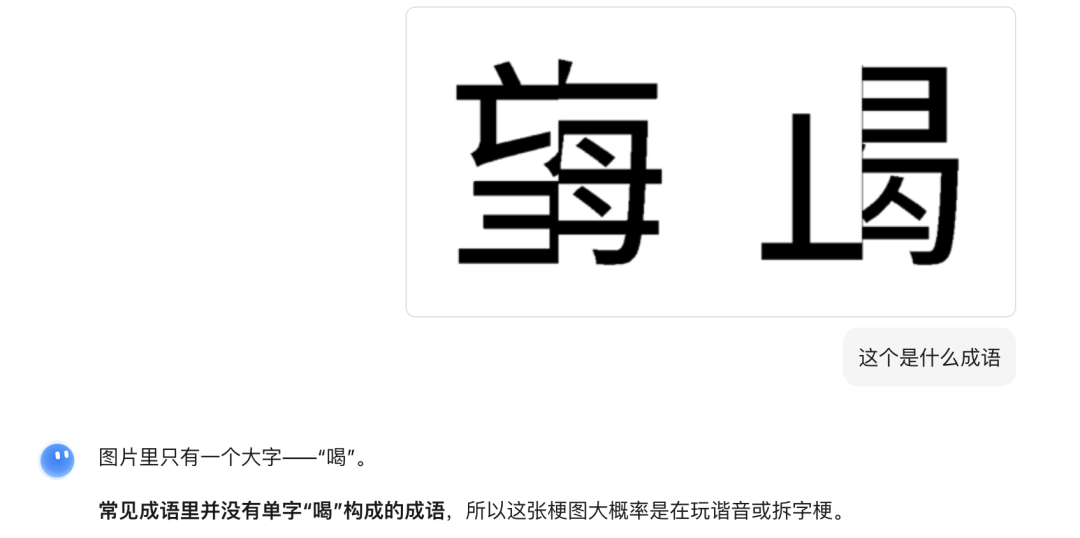 这个是什么成语
图片里只有一个大字——“喝”。
常见成语里并没有单字“喝”构成的成语，所以这张梗图大概率是在玩谐音或拆字梗。